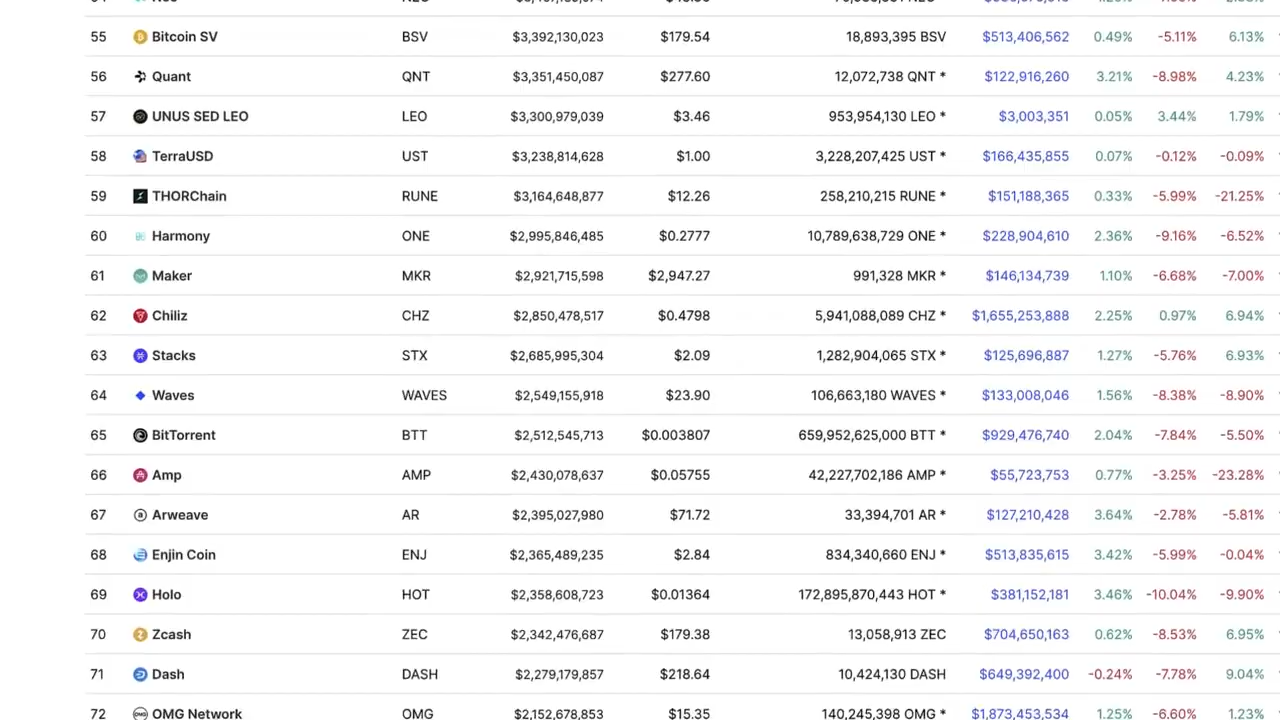 55 Bitcoin SV BSV $3,392,130,023 $179.54 18,893,395 BSV $513,406,562 0.49% -5.11% 6.13%
56 Quant QNT $3,351,450,087 $277.60 12,072,738 QNT * $122,916,260 3.21% -8.98% 4.23%
57 UNUS SED LEO LEO $3,300,979,039 $3.46 953,954,130 LEO * $3,003,351 0.05% 3.44% 1.79%
58 TerraUSD UST $3,238,814,628 $1.00 3,228,207,425 UST * $166,435,855 0.07% -0.12% -0.09%
59 THORChain RUNE $3,164,648,877 $12.26 258,210,215 RUNE * $151,188,365 0.33% -5.99% -21.25%
60 Harmony ONE $2,995,846,485 $0.2777 10,789,638,729 ONE * $228,904,610 2.36% -9.16% -6.52%
61 Maker MKR $2,921,715,598 $2,947.27 991,328 MKR * $146,134,739 1.10% -6.68% -7.00%
62 Chiliz CHZ $2,850,478,517 $0.4798 5,941,088,089 CHZ * $1,655,253,888 2.25% 0.97% 6.94%
63 Stacks STX $2,685,995,304 $2.09 1,282,904,065 STX * $125,696,887 1.27% -5.76% 6.93%
64 Waves WAVES $2,549,155,918 $23.90 106,663,180 WAVES * $133,008,046 1.56% -8.38% -8.90%
65 BitTorrent BTT $2,512,545,713 $0.003807 659,952,625,000 BTT * $929,476,740 2.04% -7.84% -5.50%
66 Amp AMP $2,430,078,637 $0.05755 42,227,702,186 AMP * $55,723,753 0.77% -3.25% -23.28%
67 Arweave AR $2,395,027,980 $71.72 33,394,701 AR * $127,210,428 3.64% -2.78% -5.81%
68 Enjin Coin ENJ $2,365,489,235 $2.84 834,340,660 ENJ * $513,835,615 3.42% -5.99% -0.04%
69 Holo HOT $2,358,608,723 $0.01364 172,895,870,443 HOT * $381,152,181 3.46% -10.04% -9.90%
70 Zcash ZEC $2,342,476,687 $179.38 13,058,913 ZEC $704,650,163 0.62% -8.53% 6.95%
71 Dash DASH $2,279,179,857 $218.64 10,424,130 DASH $649,392,400 -0.24% -7.78% 9.04%
72 OMG Network OMG $2,152,678,853 $15.35 140,245,398 OMG * $1,873,453,534 1.25% -6.60% 1.23%